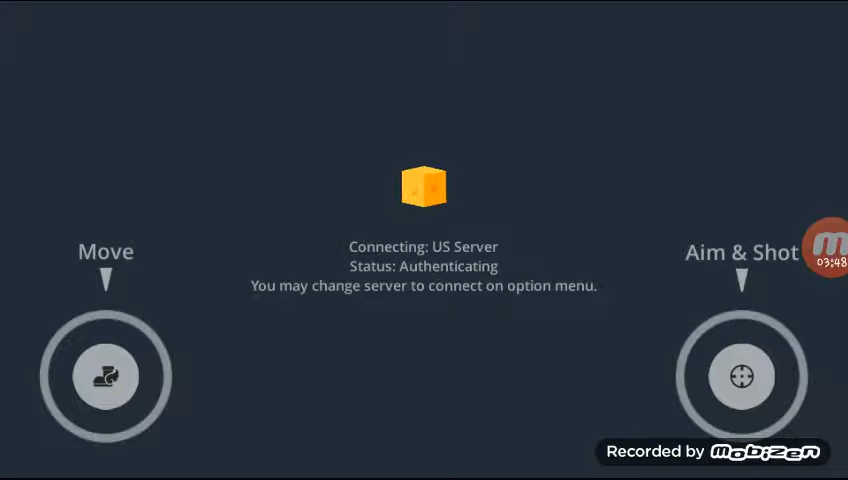 Connecting: US Server
Status: Authenticating
You may change server to connect on option menu.
Move
Aim & Shot
03:48
Recorded by mobizen